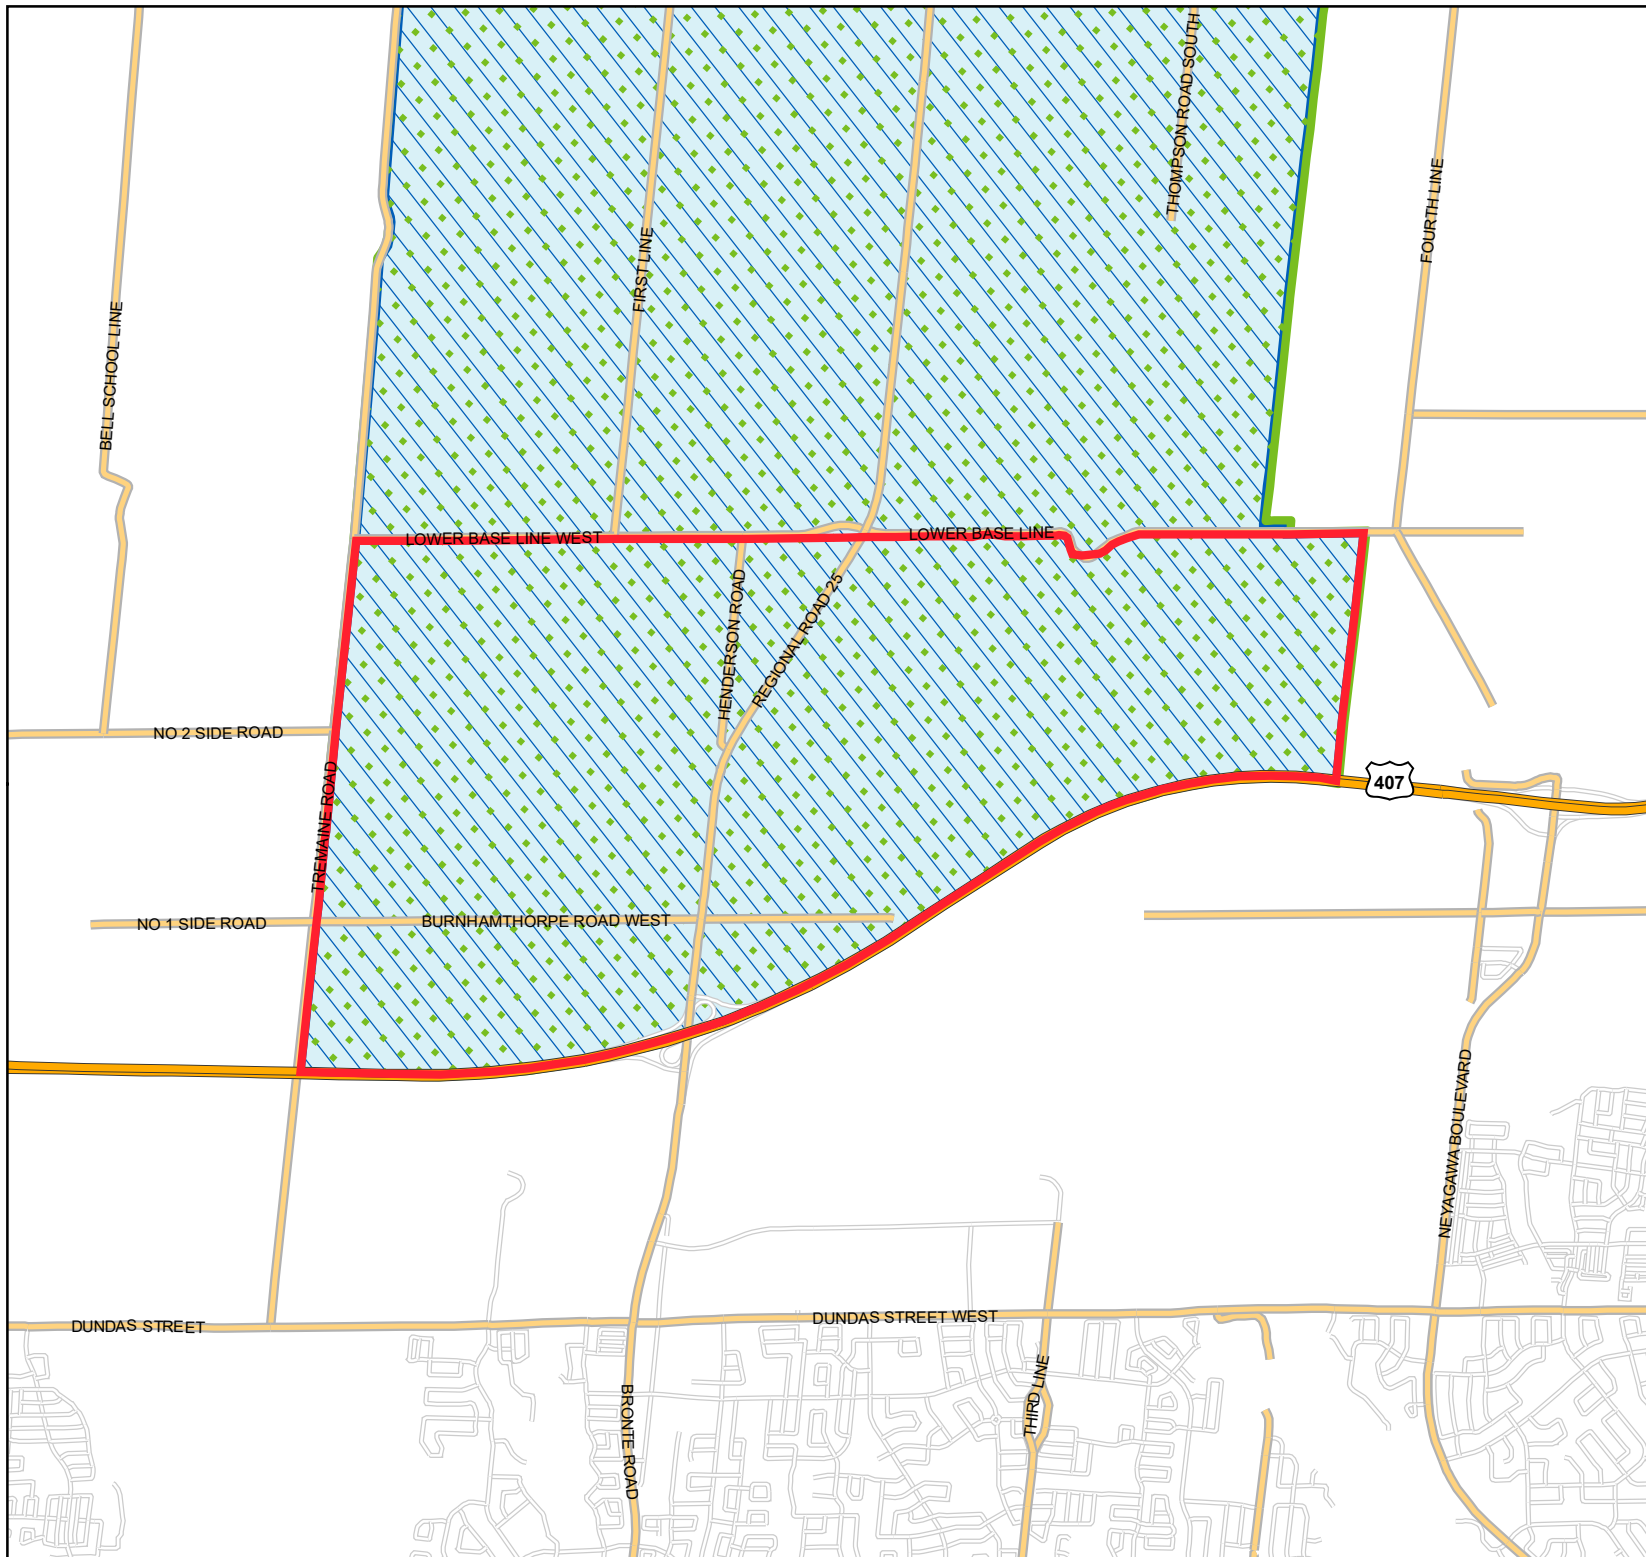 THOMPSON ROAD SOUTH
FOURTH LINE
FIRST LINE
BELL SCHOOL LINE
LOWER BASE LINE WEST
LOWER BASE LINE
HENDERSON ROAD
REGIONAL ROAD 25
NO 2 SIDE ROAD
TREMAINE ROAD
407
NO 1 SIDE ROAD
BURNHAMTHORPE ROAD WEST
NEYAGAWA BOULEVARD
DUNDAS STREET
DUNDAS STREET WEST
THIRD LINE
BRONTE ROAD